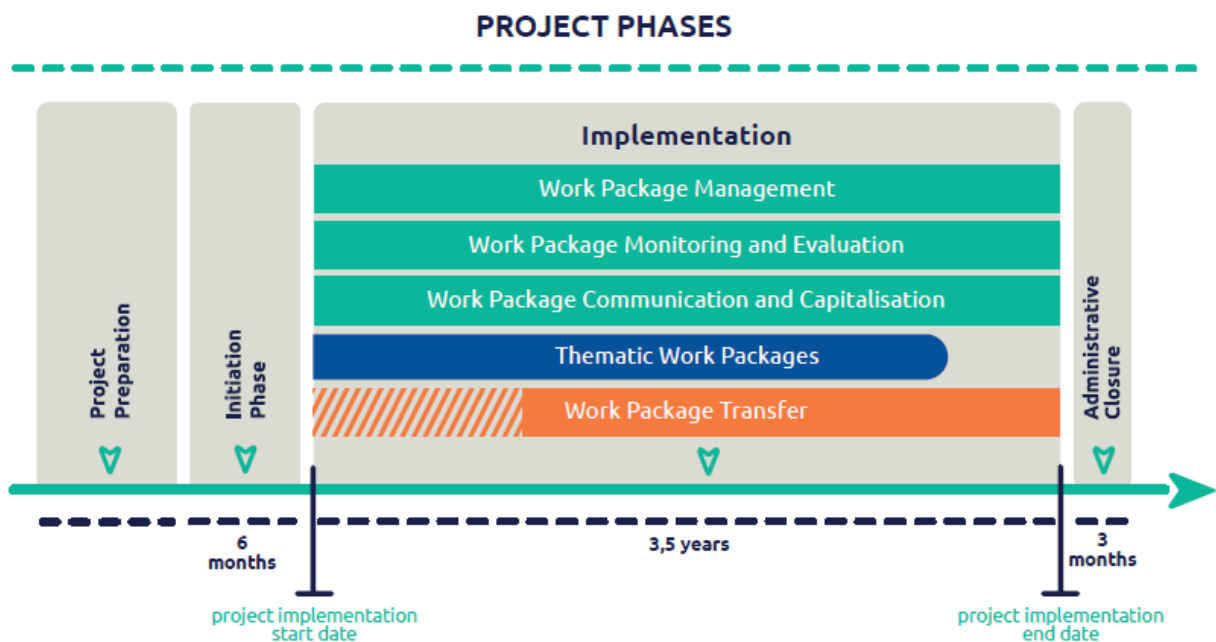 PROJECT PHASES
Implementation
Work Package Management
Work Package Monitoring and Evaluation
Work Package Communication and Capitalisation
Thematic Work Packages
Work Package Transfer
Project
Preparation
Initiation
Phase
Administrative
Closure
6
months
3,5 years
3
months
project implementation
start date
project implementation
end date